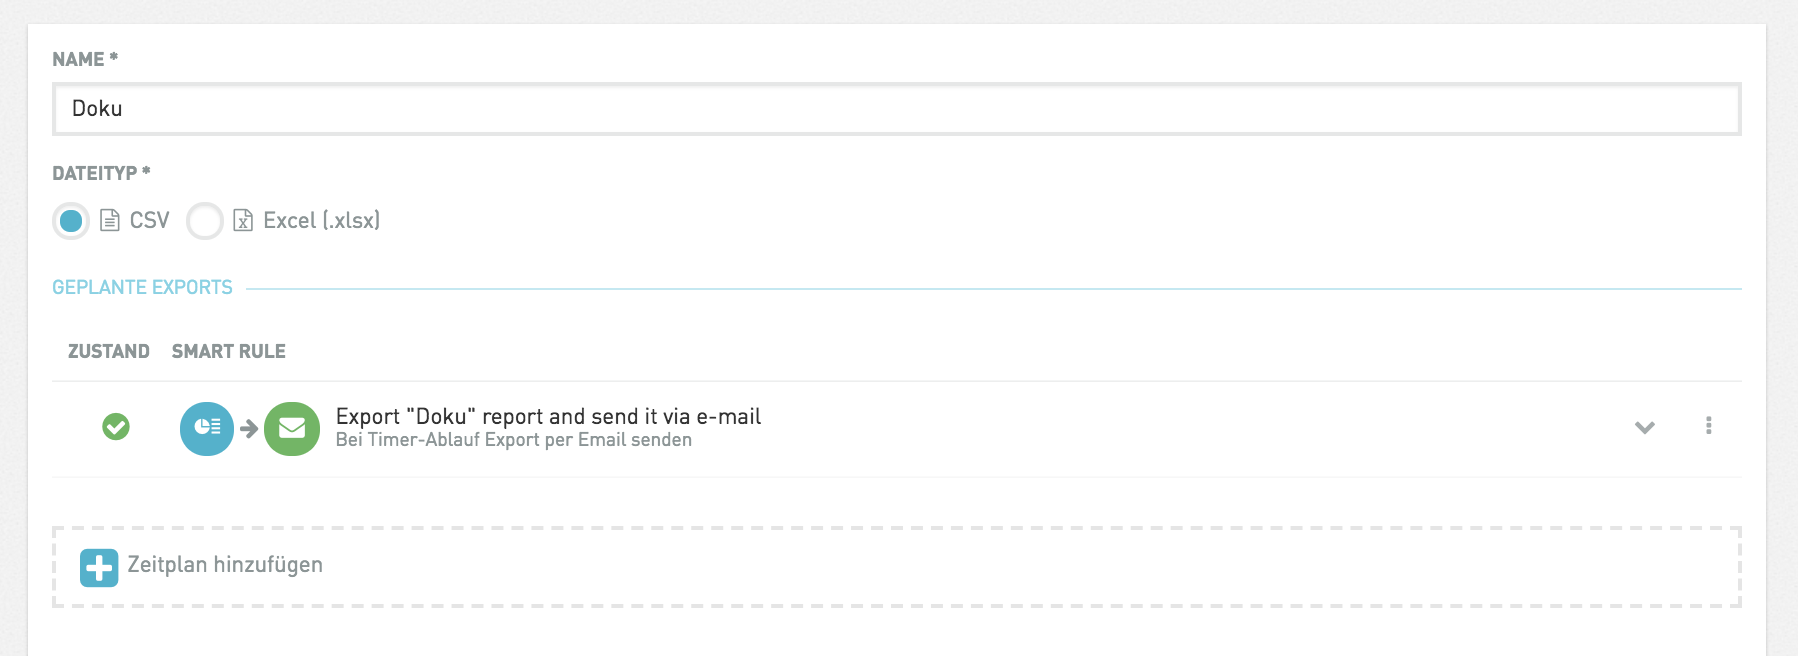 NAME *
Doku
DATEITYP *
CSV Excel (.xlsx)
GEPLANTE EXPORTS
ZUSTAND SMART RULE
Export "Doku" report and send it via e-mail
Bei Timer-Ablauf Export per Email senden
Zeitplan hinzufügen